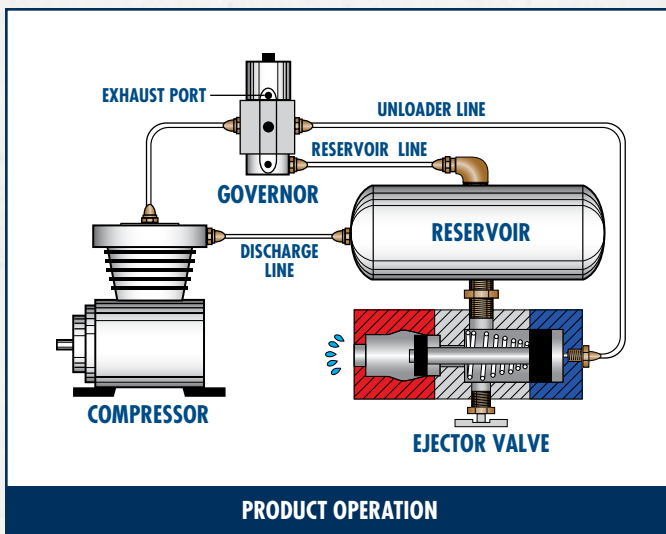 EXHAUST PORT
UNLOADER LINE
RESERVOIR LINE
GOVERNOR
RESERVOIR
DISCHARGE
LINE
COMPRESSOR
EJECTOR VALVE
PRODUCT OPERATION